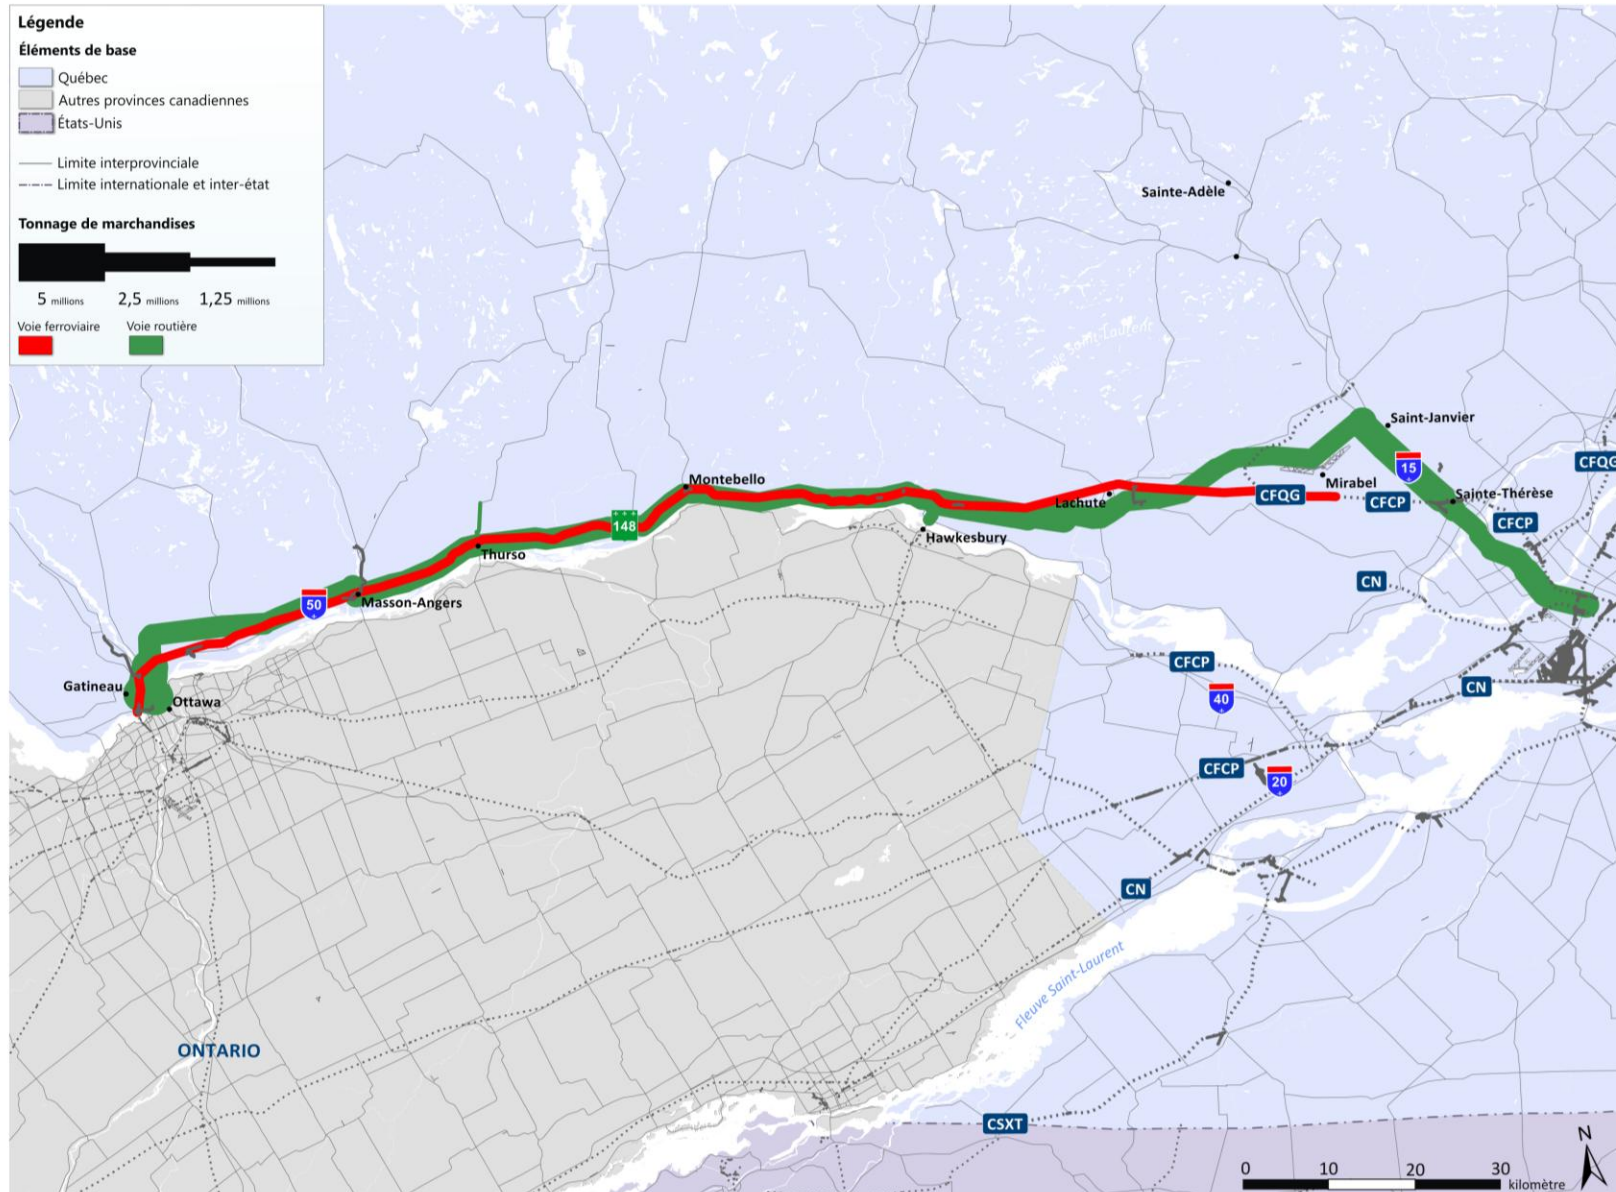 Légende
Éléments de base
Québec
Autres provinces canadiennes
États-Unis
Limite interprovinciale
Limite internationale et inter-état
Tonnage de marchandises
5 millions 2,5 millions 1,25 millions
Voie ferroviaire Voie routière
Sainte-Adèle
Saint-Laurent
Saint-Janvier
15
CFQG
Montebello
Mirabel
Lachute
CFQG
CFCP
Sainte-Thérèse
148
CFCP
Hawkesbury
Thurso
CN
50
Masson-Angers
CFCP
Gatineau
CN
40
Ottawa
CFCP
20
CN
Fleuve Saint-Laurent
ONTARIO
CSXT
N
0 10 20 30
kilomètre